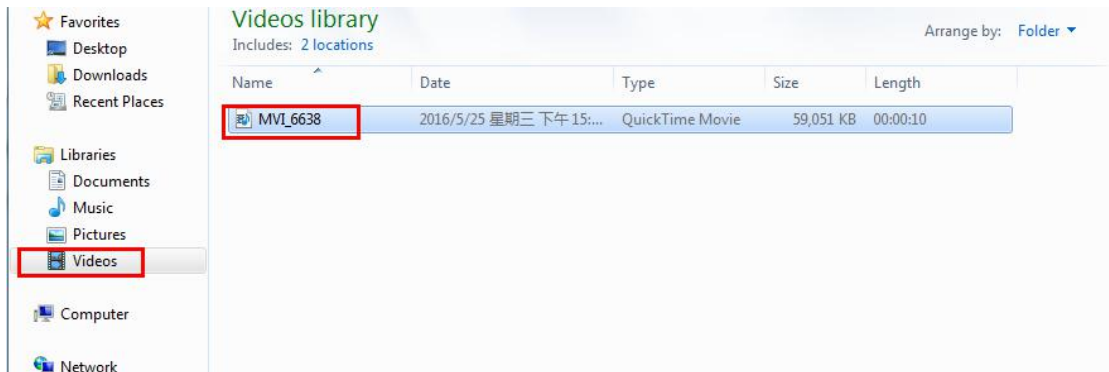 Favorites
Desktop
Downloads
Recent Places
Libraries
Documents
Music
Pictures
Videos
Computer
Network
Videos library
Includes: 2 locations
Arrange by: Folder
Name Date Type Size Length
MVI_6638 2016/5/25 星期三 下午 15:... QuickTime Movie 59,051 KB 00:00:10